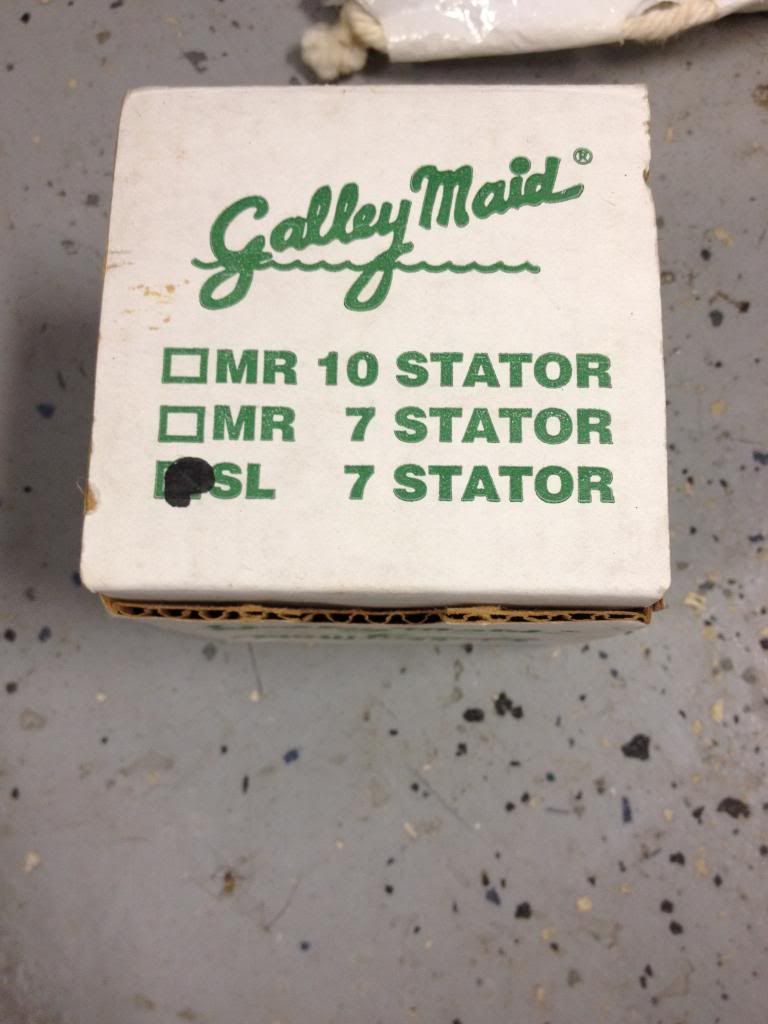 Galley Maid ®
MR 10 STATOR
MR 7 STATOR
SL 7 STATOR